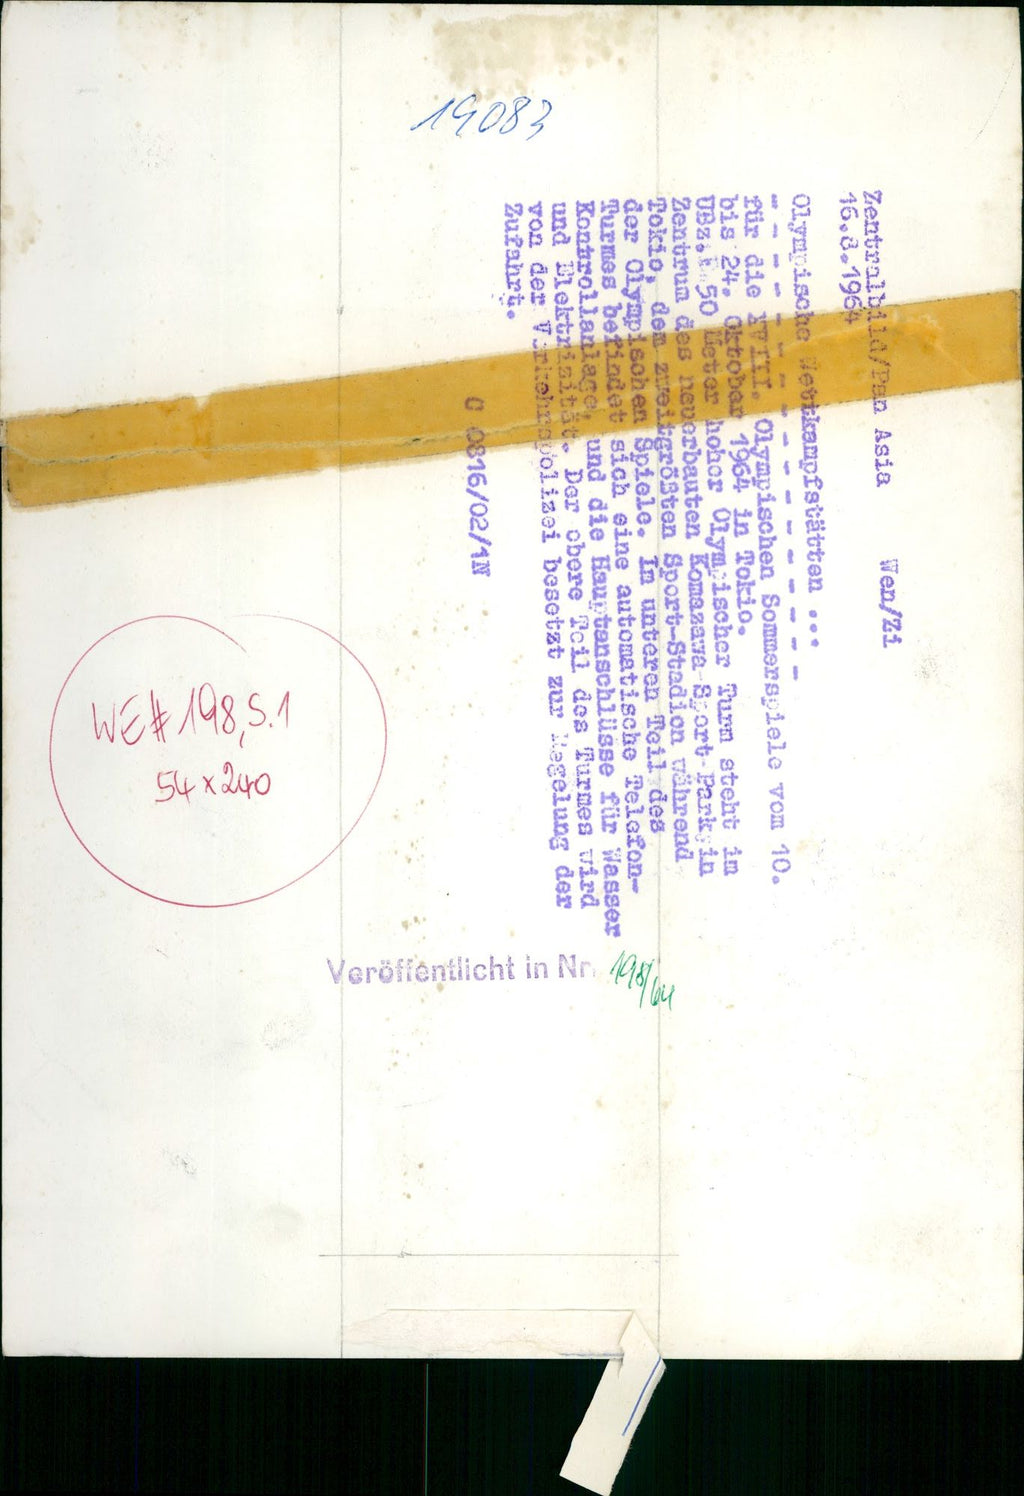 19083
Zentralbild/Pan Asia Wen/Zi
16.8.1964
Olympische Wettkampfstätten ...
- - - - - - - - - - - - - - - - -
für die XVIII. Olympischen Sommerspiele vom 10.
bis 24. Oktober 1964 in Tokio.
UBz.: 50 Meter hoher Olympischer Turm steht im
Zentrum des neuerbauten Komazawa-Sport-Park in
Tokio, dem zweitgrößten Sport-Stadion während
der Olympischen Spiele. Im unteren Teil des
Turmes befindet sich eine automatische Telefon-
Kontrollanlage, und die Hauptanschlüsse für Wasser
und Elektrizität. Der obere Teil des Turmes wird
von der Verkehrspolizei besetzt zur Regelung der
Zufahrt.
C 0816/02/1N
WE# 198, S.1
54 x 240
Veröffentlicht in Nr. 198/64